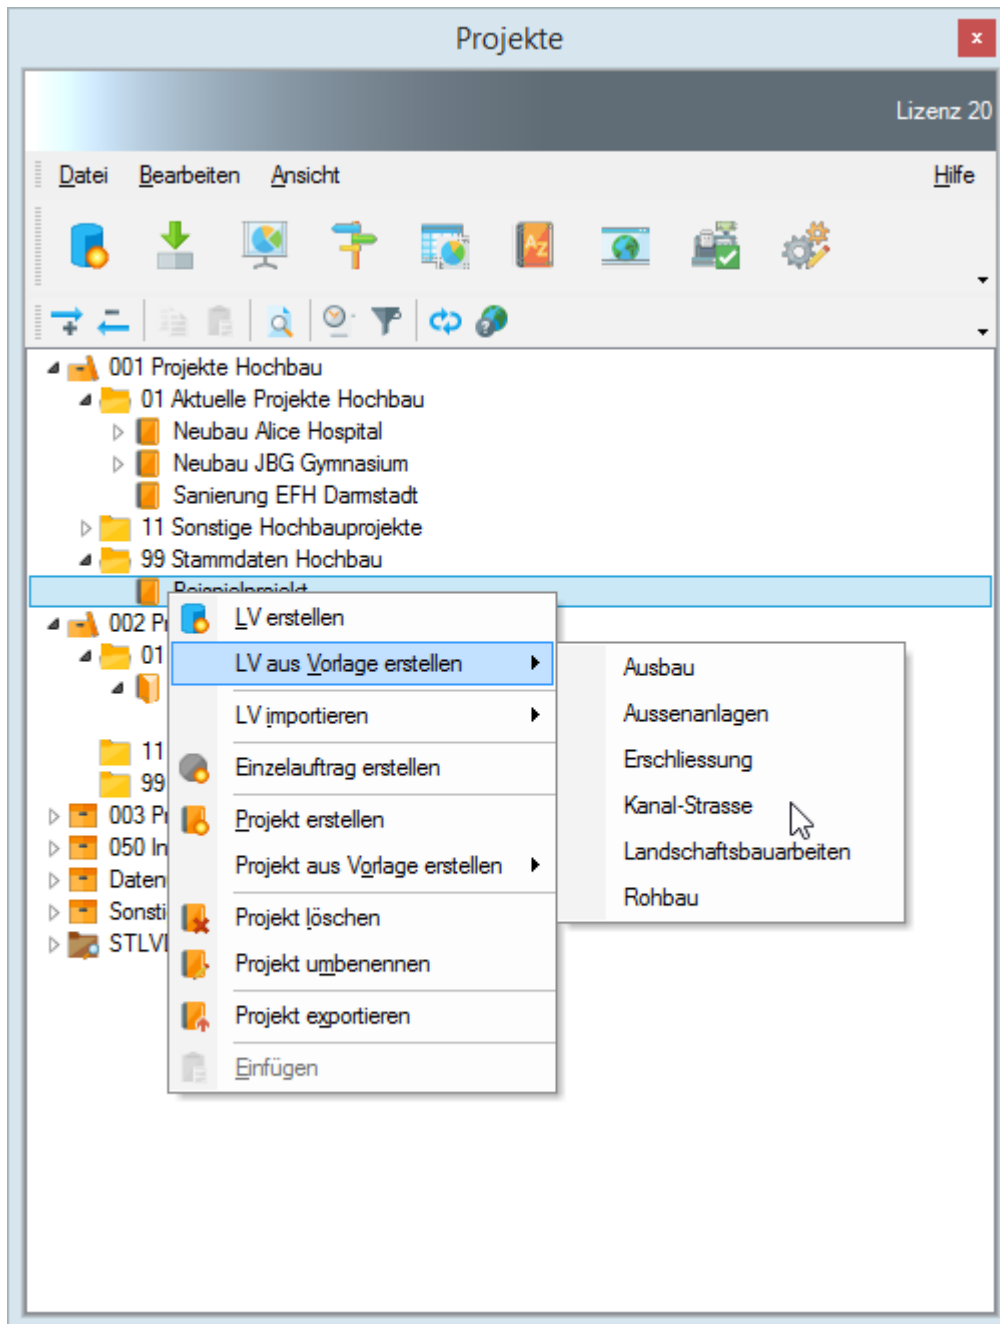 Projekte
x
Lizenz 20
Datei Bearbeiten Ansicht Hilfe
AZ
001 Projekte Hochbau
01 Aktuelle Projekte Hochbau
Neubau Alice Hospital
Neubau JBG Gymnasium
Sanierung EFH Darmstadt
11 Sonstige Hochbauprojekte
99 Stammdaten Hochbau
Beispielprojekt
002 P
01
11
99
003 P
050 In
Daten
Sonsti
STLV
LV erstellen
LV aus Vorlage erstellen
LV importieren
Einzelauftrag erstellen
Projekt erstellen
Projekt aus Vorlage erstellen
Projekt löschen
Projekt umbenennen
Projekt exportieren
Einfügen
Ausbau
Aussenanlagen
Erschliessung
Kanal-Strasse
Landschaftsbauarbeiten
Rohbau